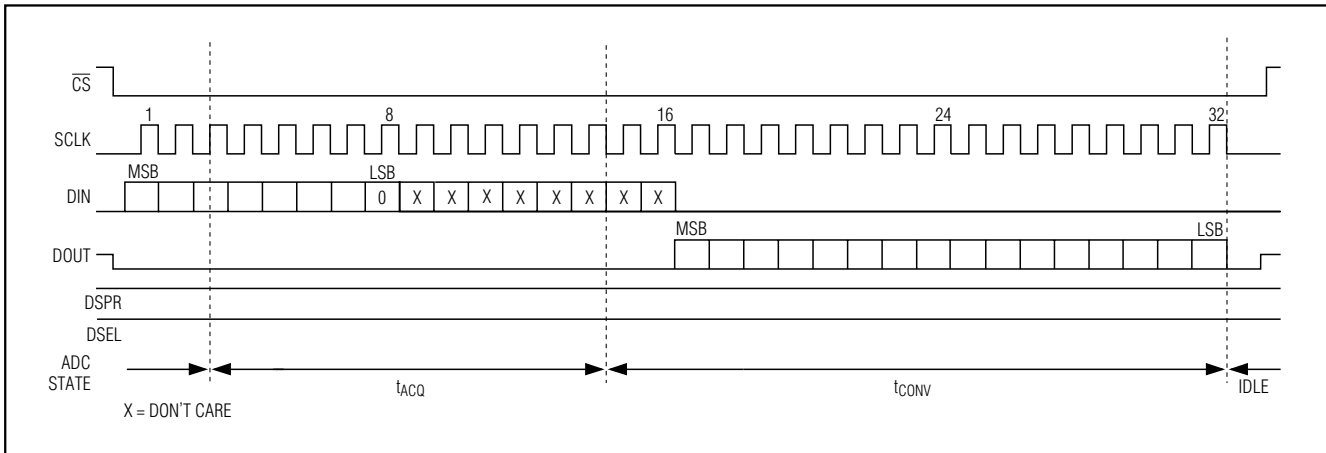 CS
1 8 16 24 32
SCLK
MSB LSB
DIN 0 X X X X X X X X
MSB LSB
DOUT
DSPR
DSEL
ADC
STATE tACQ tCONV IDLE
X = DON'T CARE